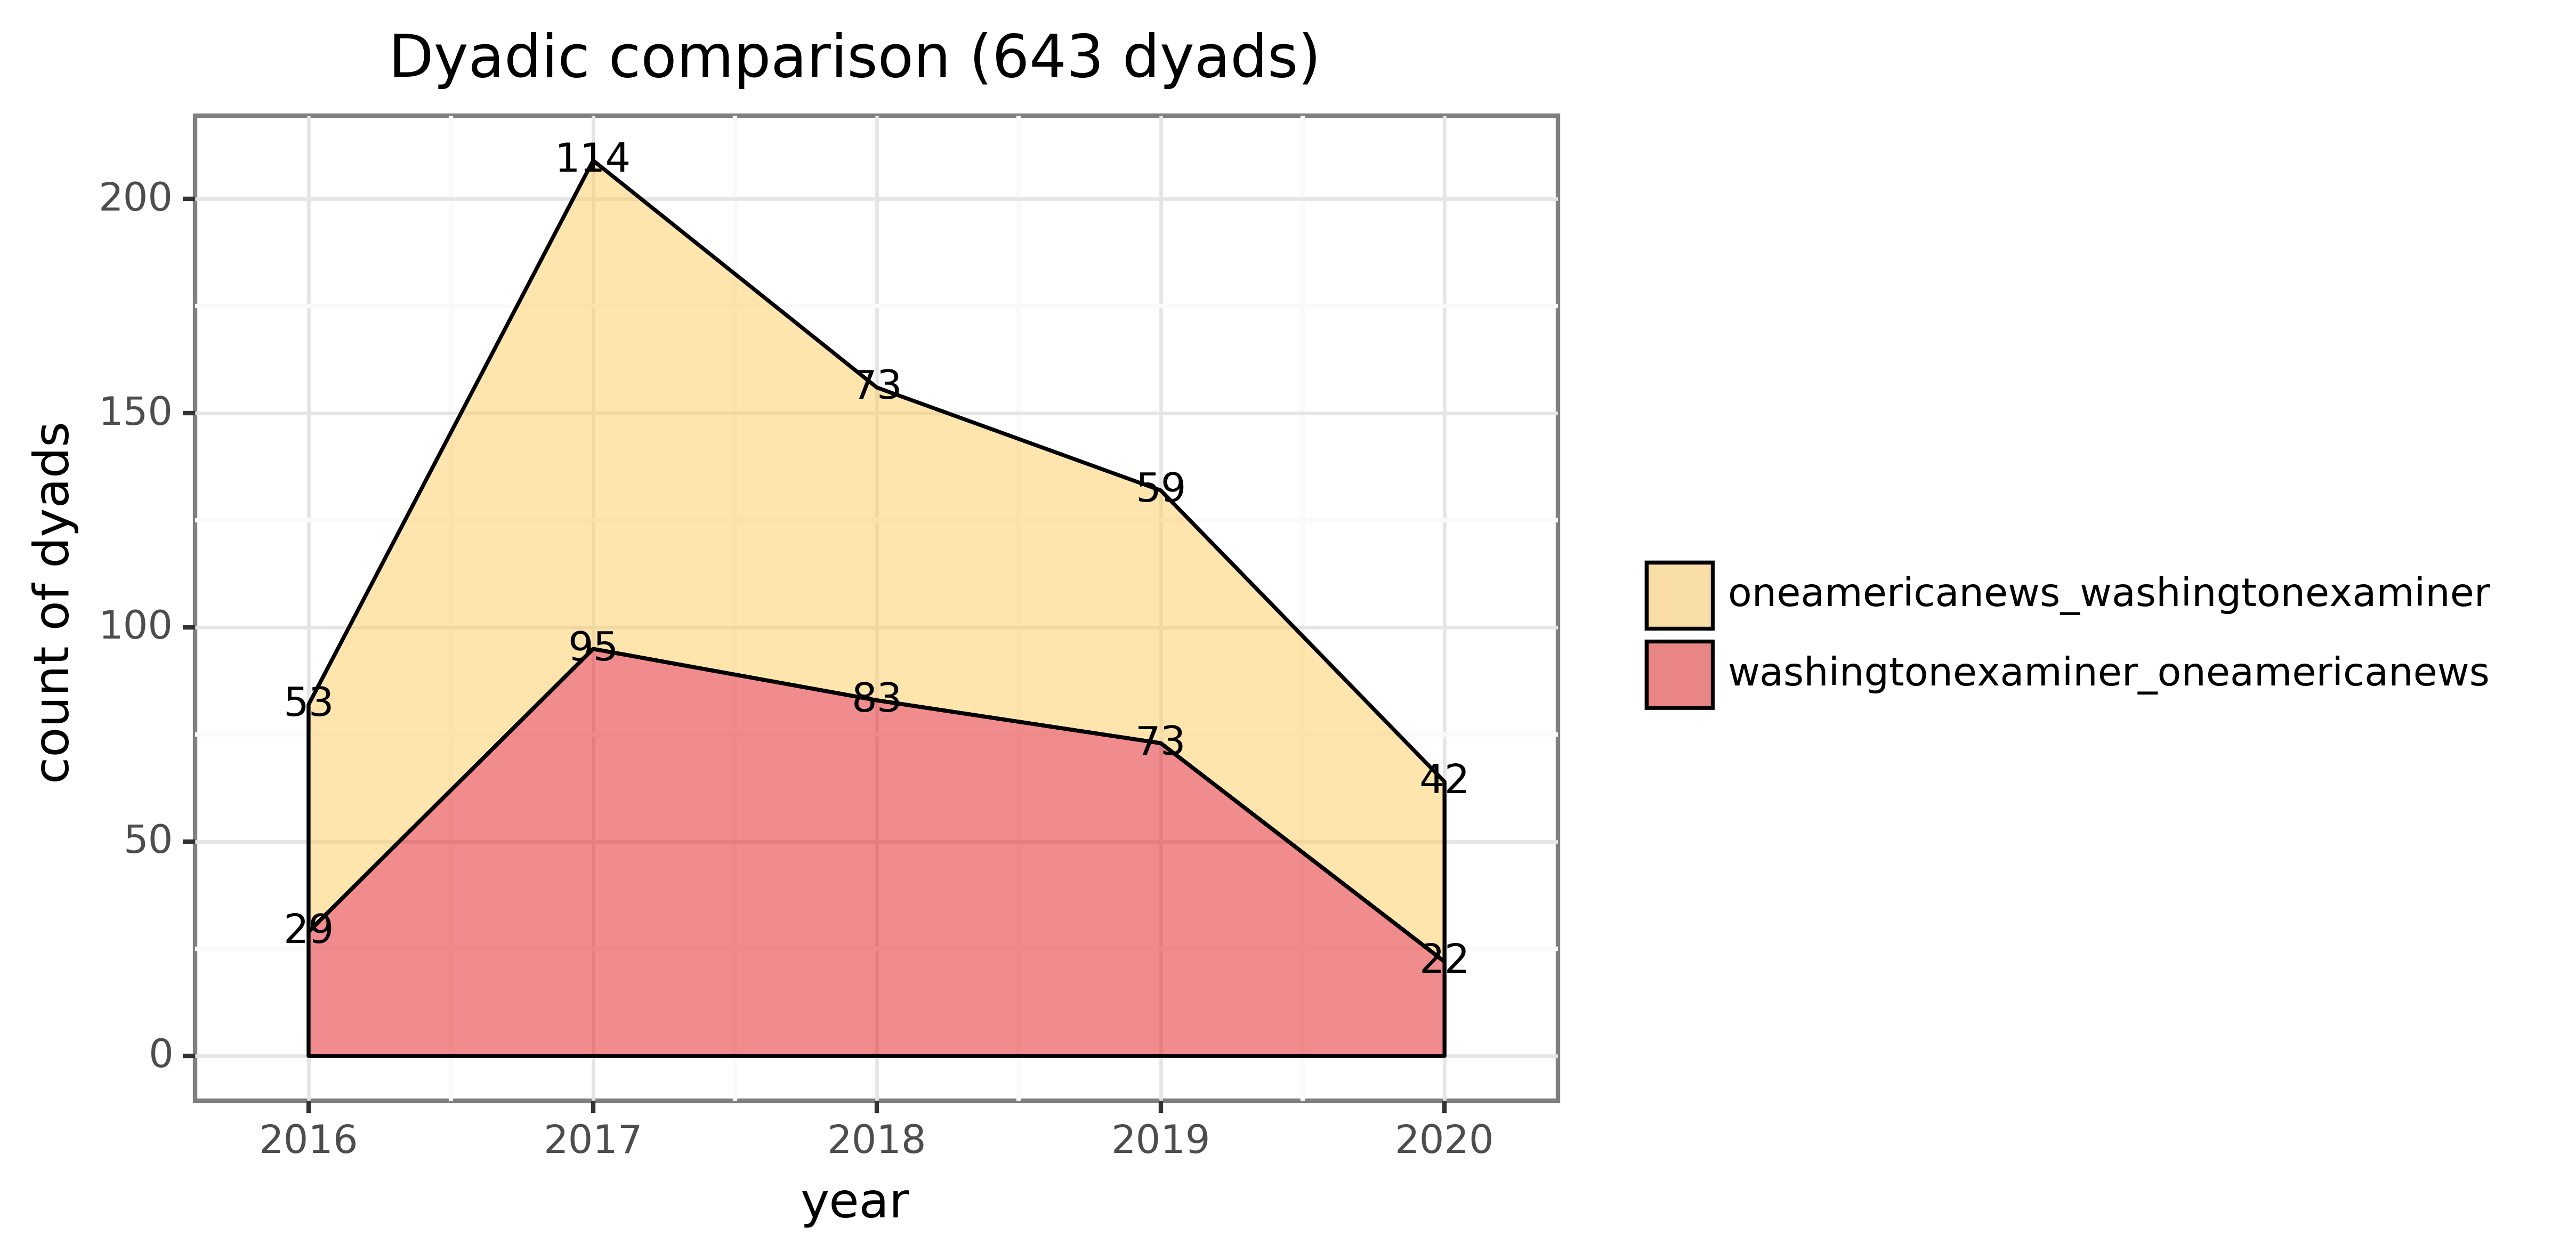 Dyadic comparison (643 dyads)
count of dyads
200
150
100
50
0
114
73
59
53
42
95
83
73
29
22
2016 2017 2018 2019 2020
year
oneamericanews_washingtonexaminer
washingtonexaminer_oneamericanews